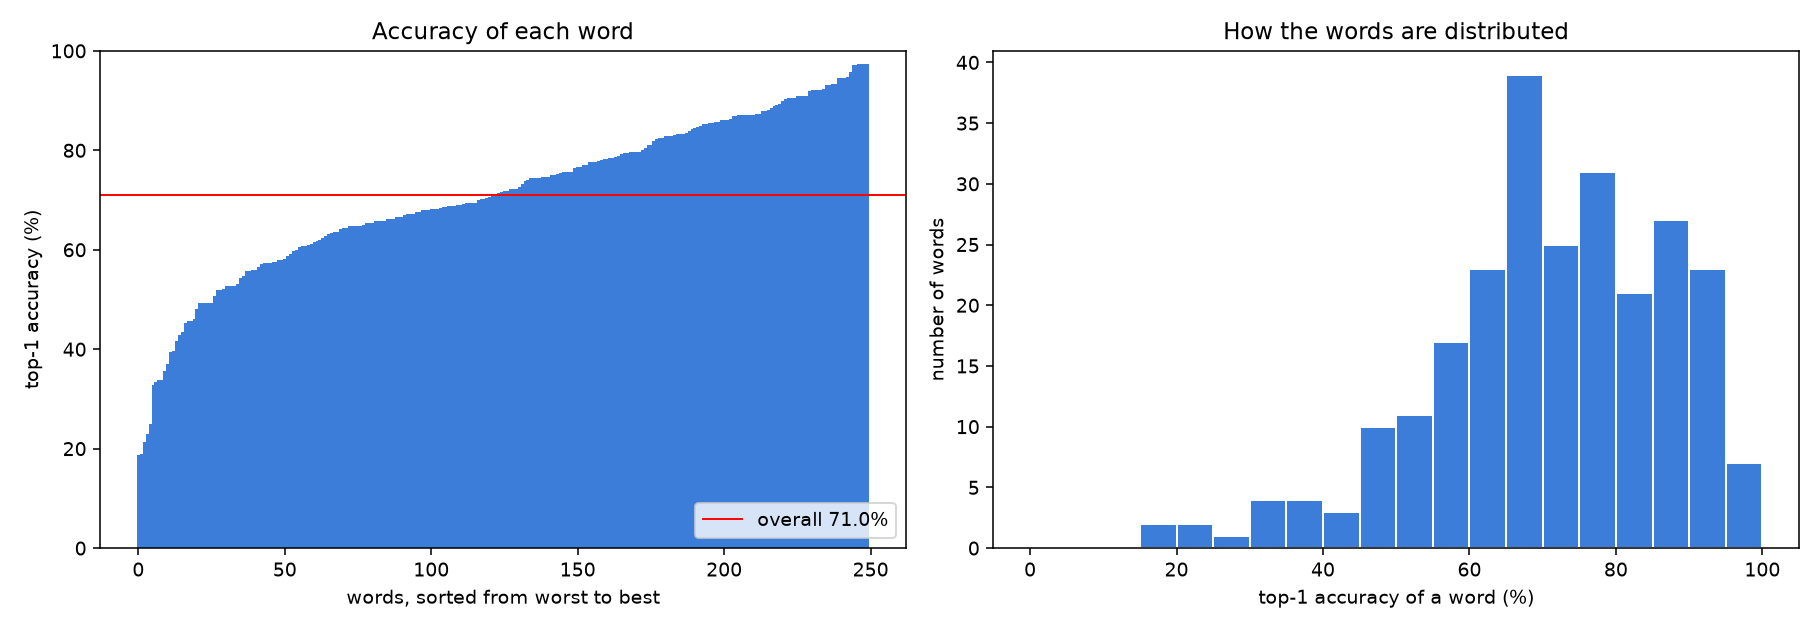 Accuracy of each word
100
80
60
40
20
0
top-1 accuracy (%)
overall 71.0%
0 50 100 150 200 250
words, sorted from worst to best
How the words are distributed
40
35
30
25
20
15
10
5
0
number of words
0 20 40 60 80 100
top-1 accuracy of a word (%)